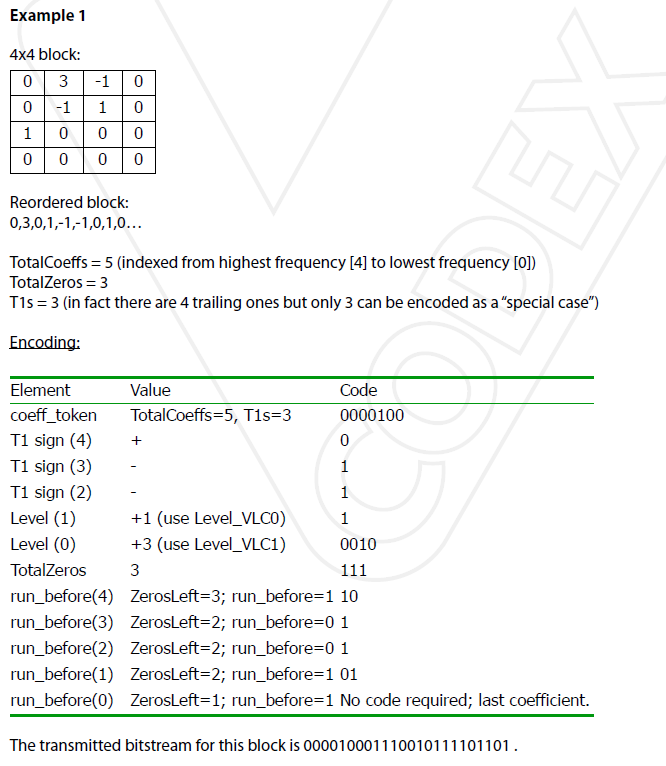 Example 1
4x4 block:
0 3 -1 0
0 -1 1 0
1 0 0 0
0 0 0 0
Reordered block:
0,3,0,1,-1,-1,0,1,0…
TotalCoeffs = 5 (indexed from highest frequency [4] to lowest frequency [0])
TotalZeros = 3
T1s = 3 (in fact there are 4 trailing ones but only 3 can be encoded as a “special case”)
Encoding:
Element Value Code
coeff_token TotalCoeffs=5, T1s=3 0000100
T1 sign (4) + 0
T1 sign (3) - 1
T1 sign (2) - 1
Level (1) +1 (use Level_VLC0) 1
Level (0) +3 (use Level_VLC1) 0010
TotalZeros 3 111
run_before(4) ZerosLeft=3; run_before=1 10
run_before(3) ZerosLeft=2; run_before=0 1
run_before(2) ZerosLeft=2; run_before=0 1
run_before(1) ZerosLeft=2; run_before=1 01
run_before(0) ZerosLeft=1; run_before=1 No code required; last coefficient.
The transmitted bitstream for this block is 000010001110010111101101 .
CODEX